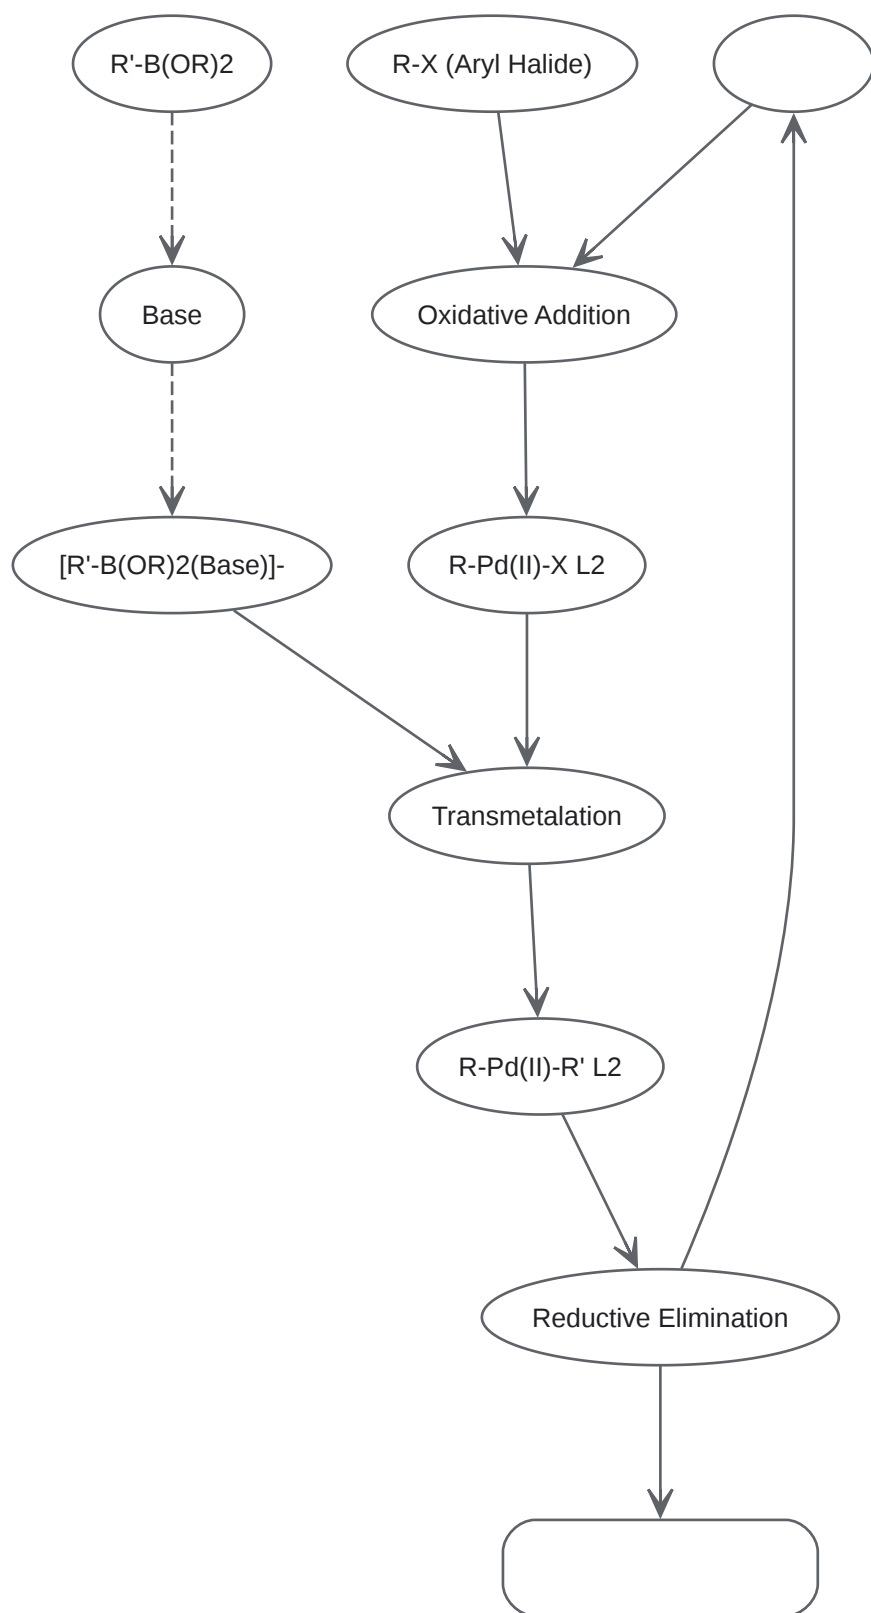 R'-B(OR)2
R-X (Aryl Halide)
Base
Oxidative Addition
[R'-B(OR)2(Base)]-
R-Pd(II)-X L2
Transmetalation
R-Pd(II)-R' L2
Reductive Elimination